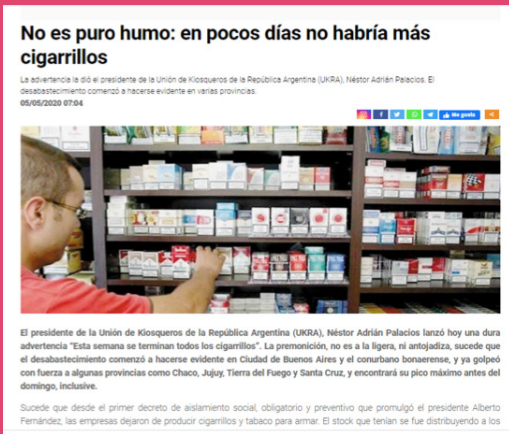 No es puro humo: en pocos días no habría más
cigarrillos
La advertencia la dió el presidente de la Unión de Kiosqueros de la República Argentina (UKRA), Néstor Adrián Palacios. El
desabastecimiento comenzó a hacerse evidente en varias provincias.
05/05/2020 07:04
Me gusta
El presidente de la Unión de Kiosqueros de la República Argentina (UKRA), Néstor Adrián Palacios lanzó hoy una dura
advertencia "Esta semana se terminan todos los cigarrillos". La premonición, no es a la ligera, ni antojadiza, sucede que
el desabastecimiento comenzó a hacerse evidente en Ciudad de Buenos Aires y el conurbano bonaerense, y ya golpeó
con fuerza a algunas provincias como Chaco, Jujuy, Tierra del Fuego y Santa Cruz, y encontrará su pico máximo antes del
domingo, inclusive.
Sucede que desde el primer decreto de aislamiento social, obligatorio y preventivo que promulgó el presidente Alberto
Fernández, las empresas dejaron de producir cigarrillos y tabaco para armar. El stock que tenían se fue distribuyendo a los